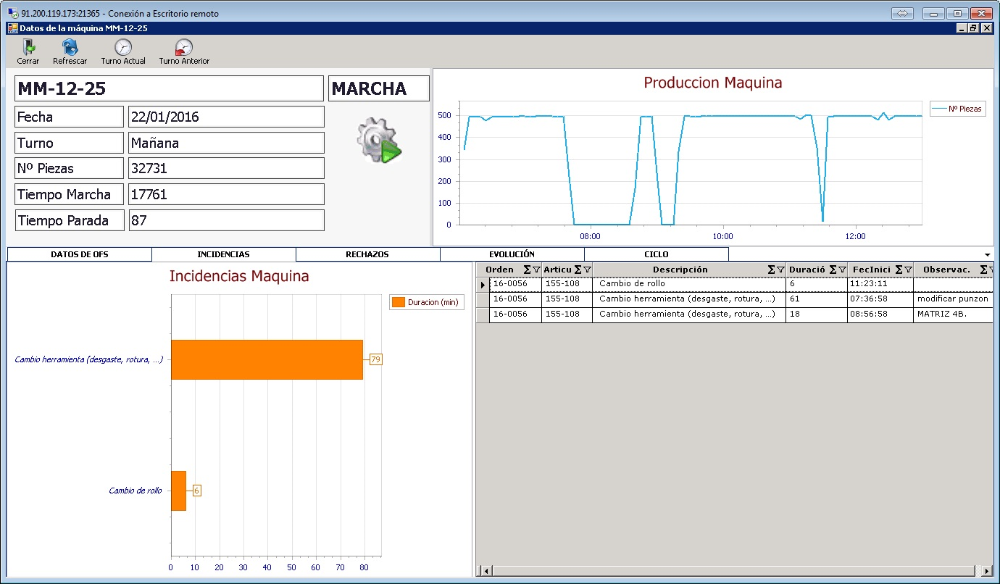 91.200.119.173:21365 - Conexión a Escritorio remoto
Datos de la máquina MM-12-25
Cerrar Refrescar Turno Actual Turno Anterior
MM-12-25 MARCHA
Fecha 22/01/2016
Turno Mañana
Nº Piezas 32731
Tiempo Marcha 17761
Tiempo Parada 87
Produccion Maquina
500
400
300
200
100
0
08:00 10:00 12:00
Nº Piezas
DATOS DE OFS INCIDENCIAS RECHAZOS EVOLUCIÓN CICLO
Incidencias Maquina
Duracion (min)
Cambio herramienta (desgaste, rotura, ...) 79
Cambio de rollo 6
0 10 20 30 40 50 60 70 80
Orden Σ Articu Σ Descripción Σ Duració Σ FecInici Σ Observac. Σ
16-0056 155-108 Cambio de rollo 6 11:23:11
16-0056 155-108 Cambio herramienta (desgaste, rotura, ...) 61 07:36:58 modificar punzon
16-0056 155-108 Cambio herramienta (desgaste, rotura, ...) 18 08:56:58 MATRIZ 4B.